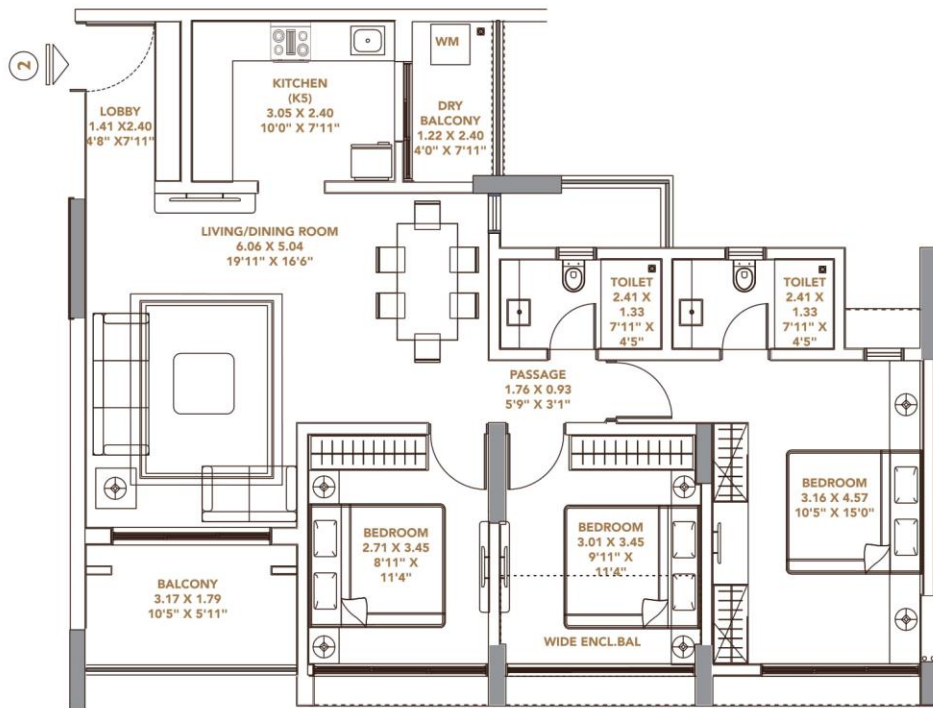 2
LOBBY
1.41 X2.40
4'8" X7'11"
KITCHEN
(K5)
3.05 X 2.40
10'0" X 7'11"
WM
DRY
BALCONY
1.22 X 2.40
4'0" X 7'11"
LIVING/DINING ROOM
6.06 X 5.04
19'11" X 16'6"
TOILET
2.41 X
1.33
7'11" X
4'5"
TOILET
2.41 X
1.33
7'11" X
4'5"
PASSAGE
1.76 X 0.93
5'9" X 3'1"
BEDROOM
2.71 X 3.45
8'11" X
11'4"
BEDROOM
3.01 X 3.45
9'11" X
11'4"
WIDE ENCL.BAL
BEDROOM
3.16 X 4.57
10'5" X 15'0"
BALCONY
3.17 X 1.79
10'5" X 5'11"